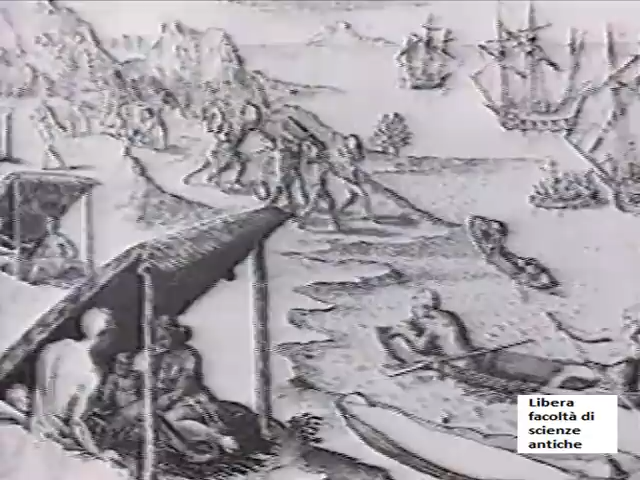 Libera
facoltà di
scienze
antiche